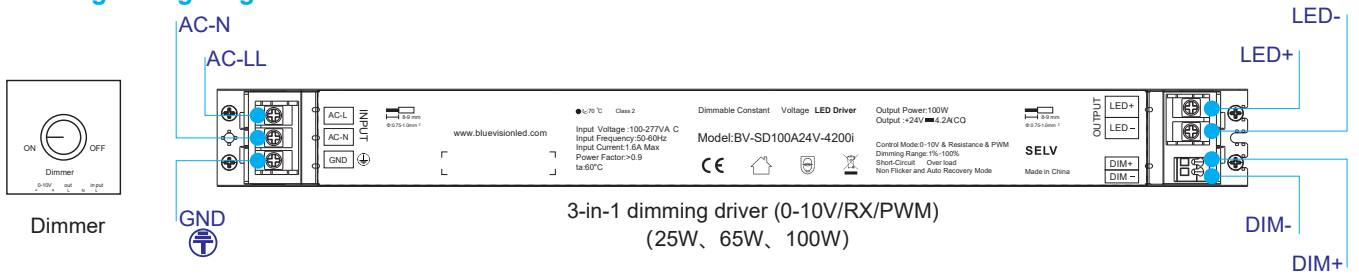 AC-N
AC-LL
GND
ON
OFF
Dimmer
0-10V out input
- + L N L
Dimmer
AC-L
AC-N
GND
INPUT
8-9 mm
Φ:0.75-1.0mm²
www.bluevisionled.com
tc:70 ℃ Class 2
Input Voltage :100-277VA C
Input Frequency:50-60Hz
Input Current:1.6A Max
Power Factor:>0.9
ta:60°C
Dimmable Constant Voltage LED Driver
Model:BV-SD100A24V-4200i
CE
Output Power:100W
Output :+24V 4.2ACQ
Control Mode:0-10V & Resistance & PWM
Dimming Range:1%-100%
Short-Circuit Over load
Non Flicker and Auto Recovery Mode
8-9 mm
Φ:0.75-1.0mm²
SELV
Made in China
OUTPUT
LED+
LED-
DIM+
DIM-
LED-
LED+
DIM-
DIM+
3-in-1 dimming driver (0-10V/RX/PWM)
(25W、65W、100W)